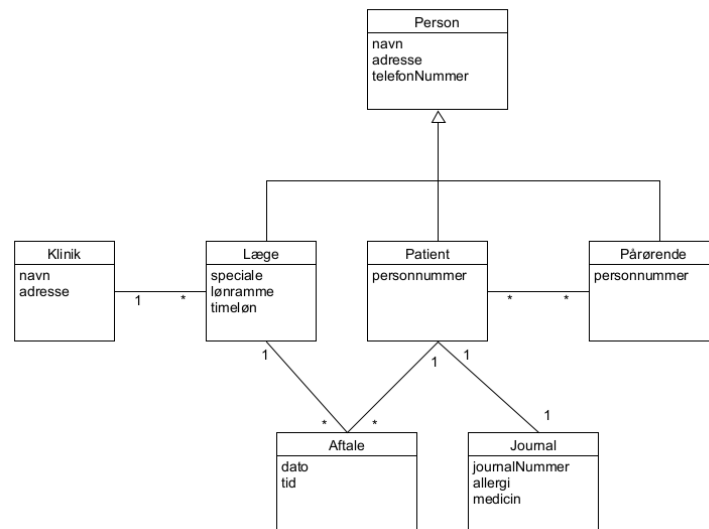 Person
navn
adresse
telefonNummer
Klinik
navn
adresse
Læge
speciale
lønramme
timeløn
Patient
personnummer
Pårørende
personnummer
1
*
*
*
1
1
1
*
*
1
Aftale
dato
tid
Journal
journalNummer
allergi
medicin